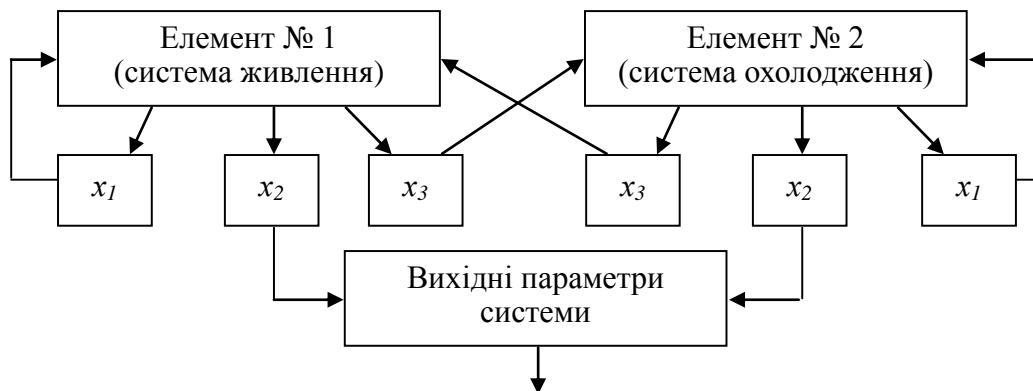 Елемент № 1
(система живлення)
Елемент № 2
(система охолодження)
x₁
x₂
x₃
x₃
x₂
x₁
Вихідні параметри
системи